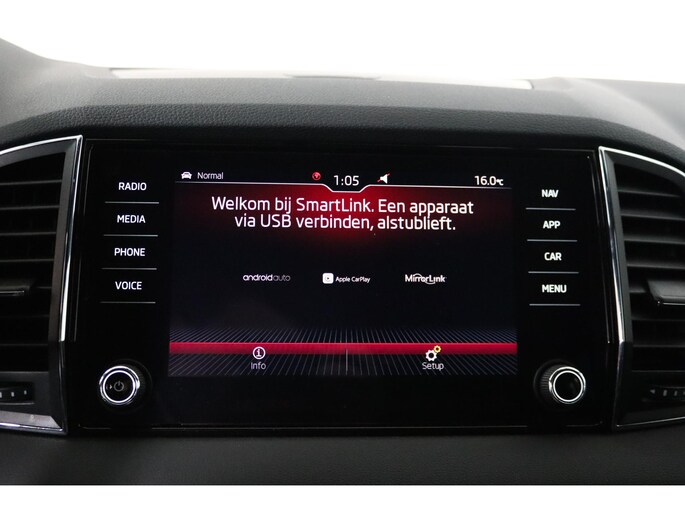 Normal
1:05
16.0℃
RADIO
MEDIA
PHONE
VOICE
Welkom bij SmartLink. Een apparaat
via USB verbinden, alstublieft.
androidauto
Apple CarPlay
MirrorLink
Info
Setup
NAV
APP
CAR
MENU